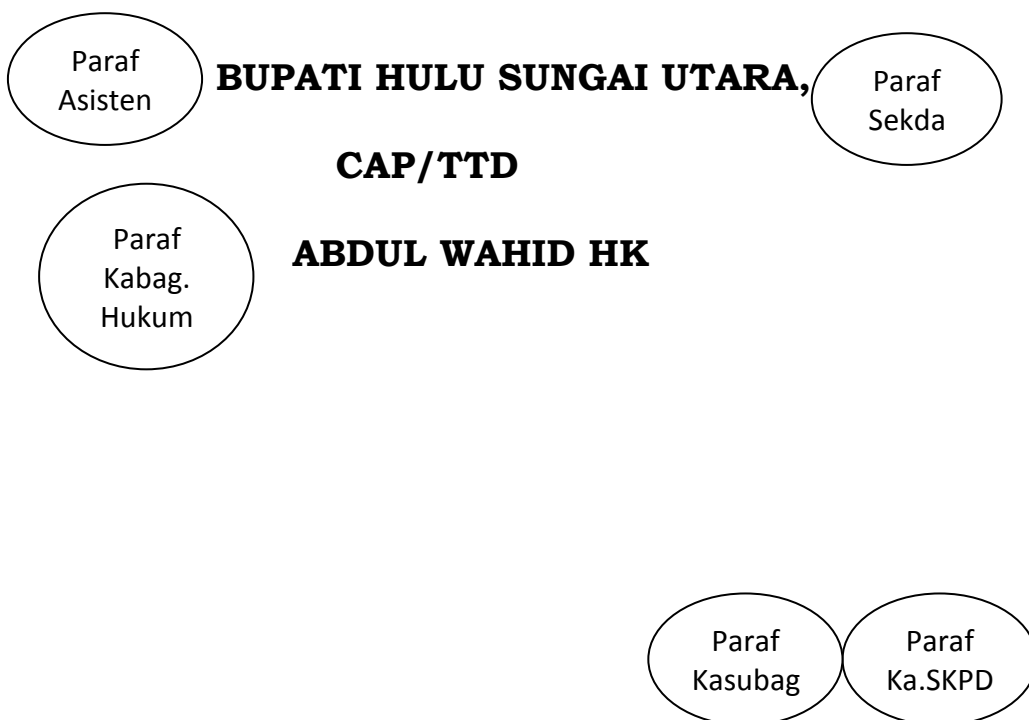 Paraf
Asisten
BUPATI HULU SUNGAI UTARA,
Paraf
Sekda
CAP/TTD
Paraf
Kabag.
Hukum
ABDUL WAHID HK
Paraf
Kasubag
Paraf
Ka.SKPD